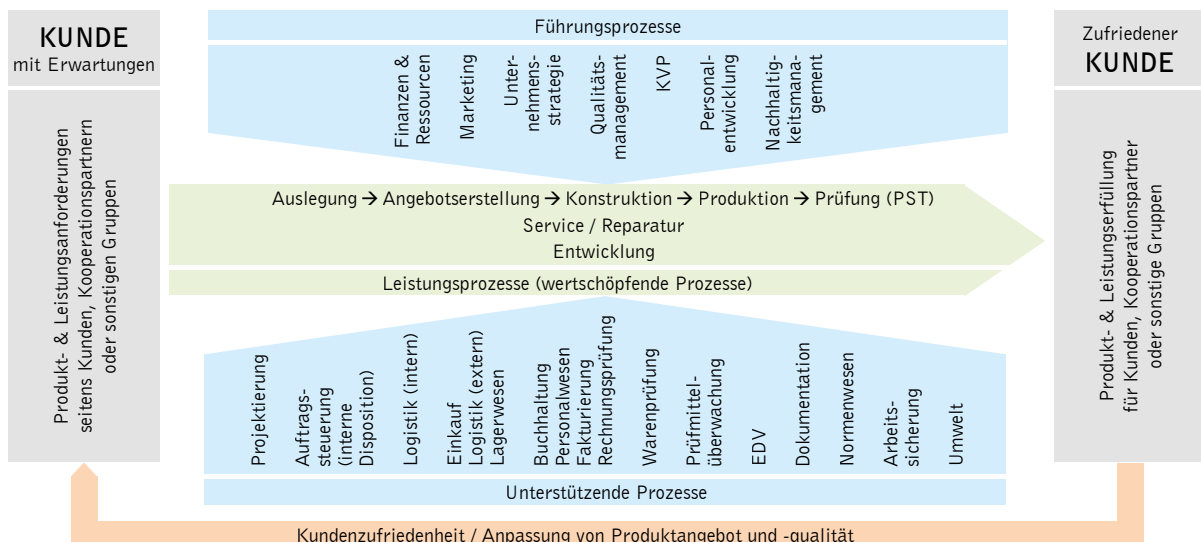 KUNDE
mit Erwartungen
Produkt- & Leistungsanforderungen
seitens Kunden, Kooperationspartnern
oder sonstigen Gruppen
Führungsprozesse
Finanzen &
Ressourcen
Marketing
Unter-
nehmens-
strategie
Qualitäts-
management
KVP
Personal-
entwicklung
Nachhaltig-
keitsmana-
gement
Auslegung → Angebotserstellung → Konstruktion → Produktion → Prüfung (PST)
Service / Reparatur
Entwicklung
Leistungsprozesse (wertschöpfende Prozesse)
Projektierung
Auftrags-
steuerung
(interne
Disposition)
Logistik (intern)
Einkauf
Logistik (extern)
Lagerwesen
Buchhaltung
Personalwesen
Fakturierung
Rechnungsprüfung
Warenprüfung
Prüfmittel-
überwachung
EDV
Dokumentation
Normenwesen
Arbeits-
sicherung
Umwelt
Unterstützende Prozesse
Zufriedener
KUNDE
Produkt- & Leistungserfüllung
für Kunden, Kooperationspartner
oder sonstige Gruppen
Kundenzufriedenheit / Anpassung von Produktangebot und -qualität